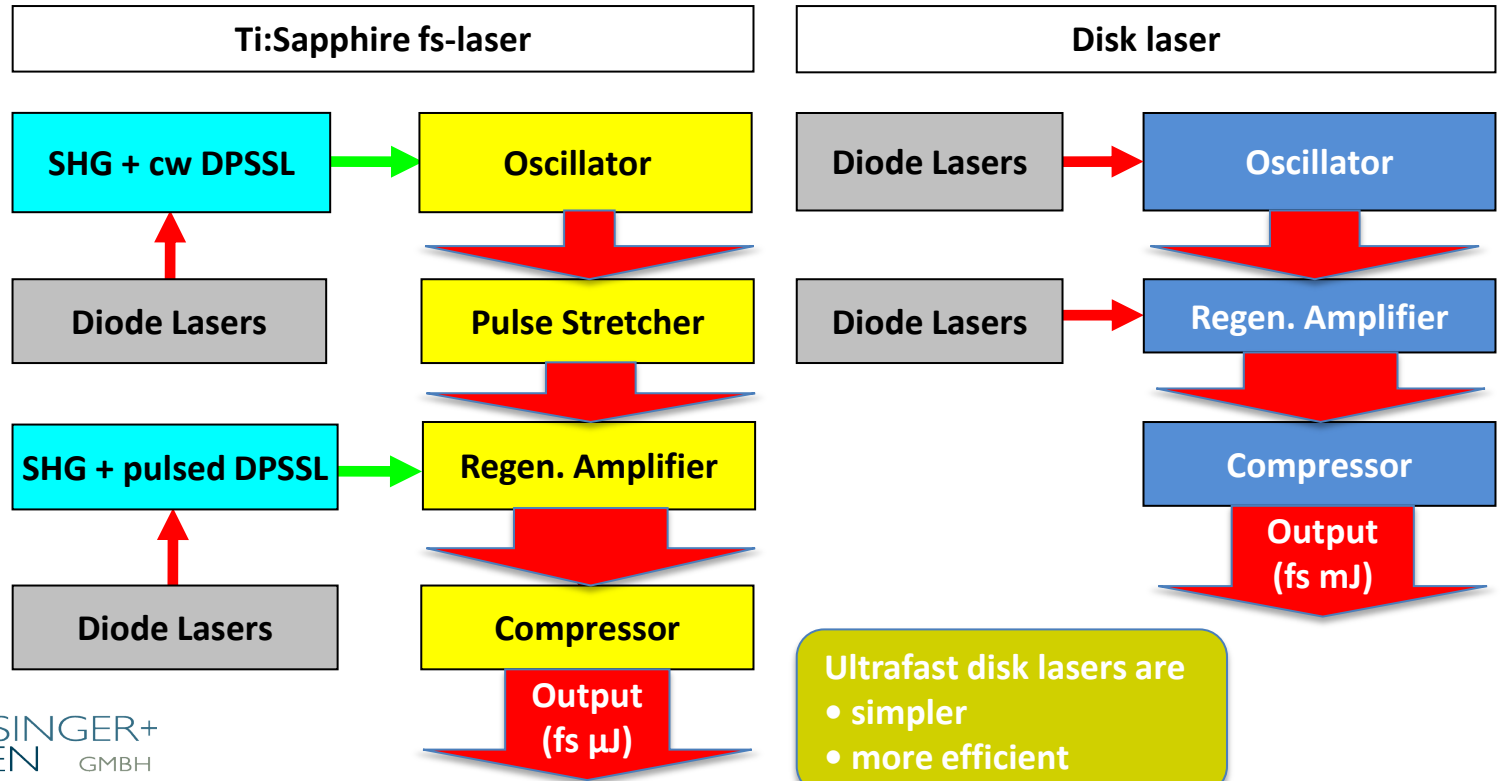 Ti:Sapphire fs-laser
SHG + cw DPSSL
Oscillator
Diode Lasers
Pulse Stretcher
SHG + pulsed DPSSL
Regen. Amplifier
Diode Lasers
Compressor
Output
(fs µJ)
SINGER+
EN GMBH
Disk laser
Diode Lasers
Oscillator
Diode Lasers
Regen. Amplifier
Compressor
Output
(fs mJ)
Ultrafast disk lasers are
• simpler
• more efficient